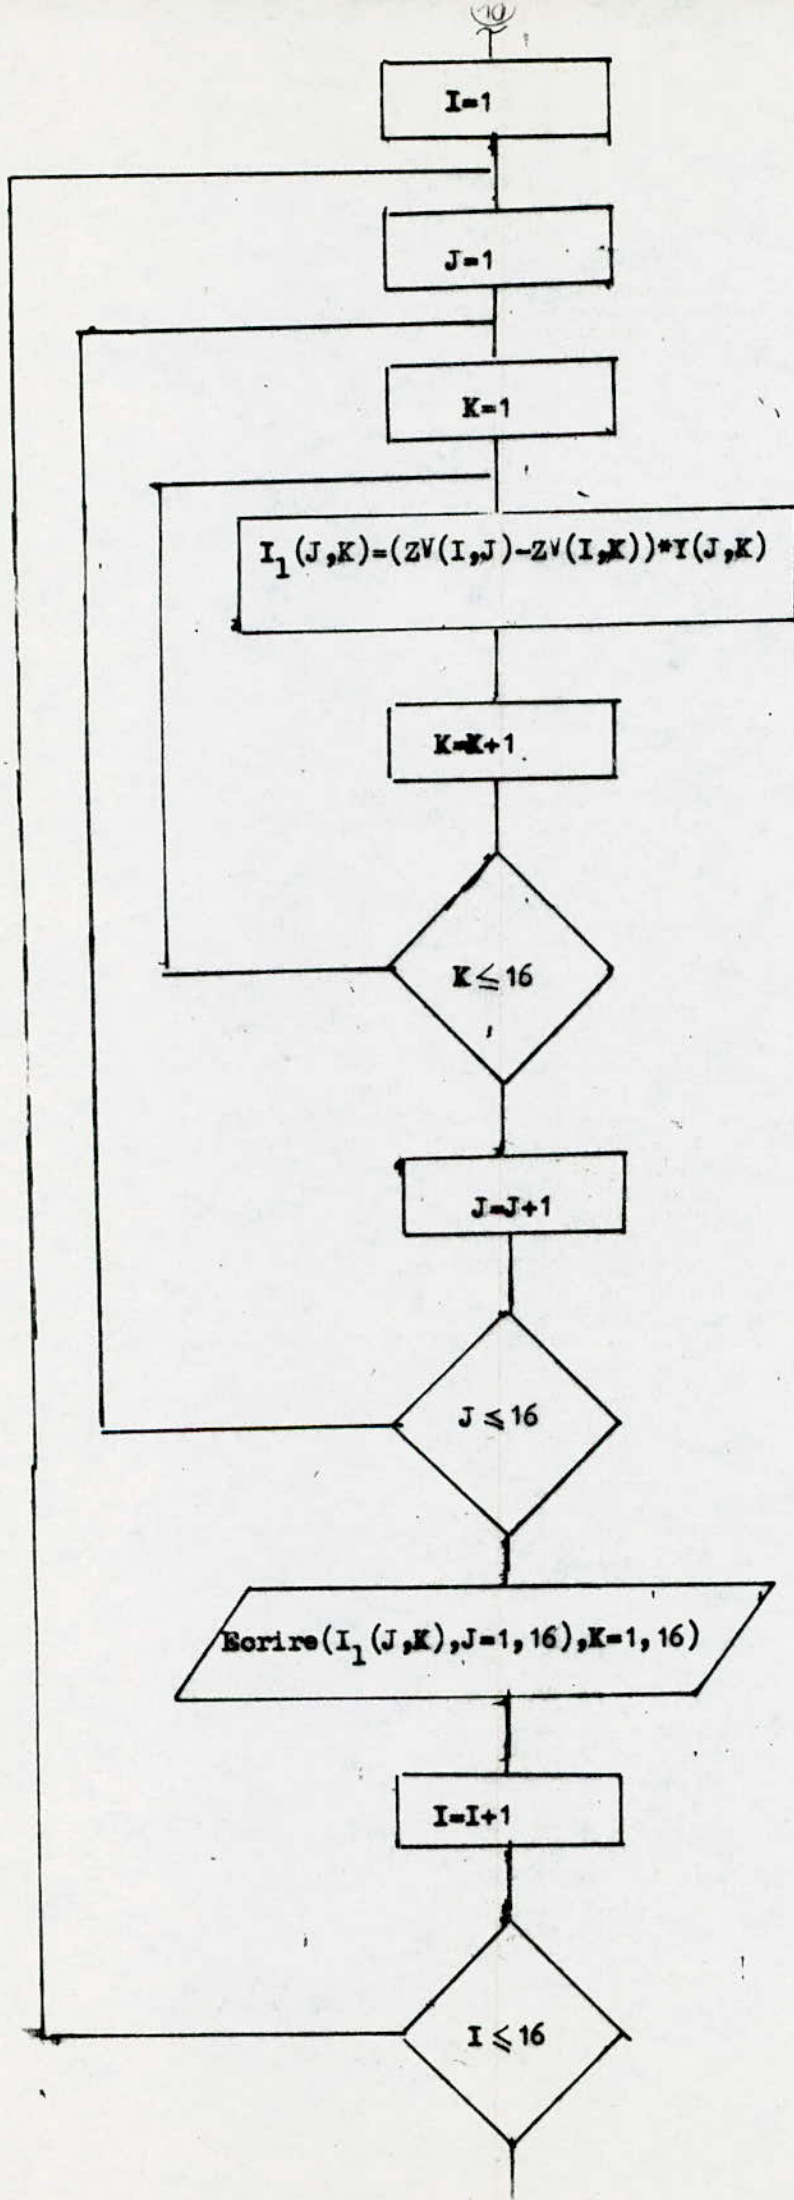 I=1
J=1
K=1
I₁(J,K)=(ZV(I,J)-ZV(I,K))*Y(J,K)
K=K+1
K ≤ 16
J=J+1
J ≤ 16
Ecrire(I₁(J,K),J=1,16),K=1,16)
I=I+1
I ≤ 16